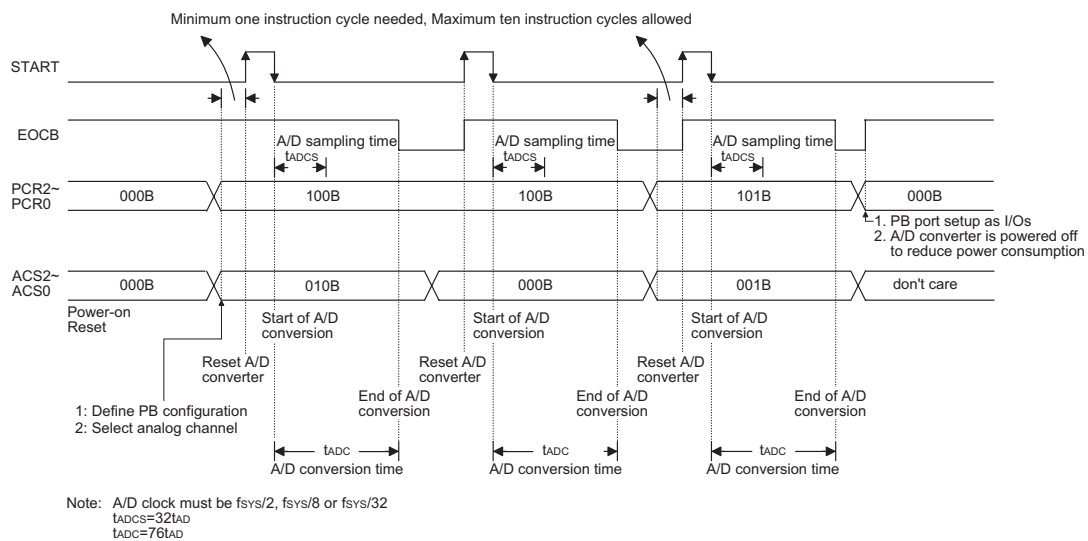 Minimum one instruction cycle needed, Maximum ten instruction cycles allowed
START
EOCB
A/D sampling time
tADCS
A/D sampling time
tADCS
A/D sampling time
tADCS
PCR2~
PCR0
000B
100B
100B
101B
000B
1. PB port setup as I/Os
2. A/D converter is powered off
to reduce power consumption
ACS2~
ACS0
000B
010B
000B
001B
don't care
Power-on
Reset
Start of A/D
conversion
Start of A/D
conversion
Start of A/D
conversion
Reset A/D
converter
Reset A/D
converter
Reset A/D
converter
1: Define PB configuration
2: Select analog channel
End of A/D
conversion
End of A/D
conversion
End of A/D
conversion
tADC
A/D conversion time
tADC
A/D conversion time
tADC
A/D conversion time
Note: A/D clock must be fSYS/2, fSYS/8 or fSYS/32
tADCS=32tAD
tADC=76tAD